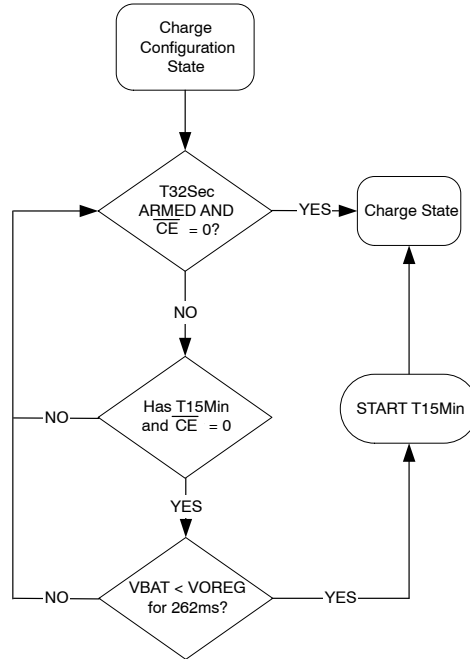 Charge
Configuration
State
T32Sec
ARMED AND
CE = 0?
YES
Charge State
NO
Has T15Min
and CE = 0
NO
START T15Min
YES
VBAT < VOREG
for 262ms?
NO
YES